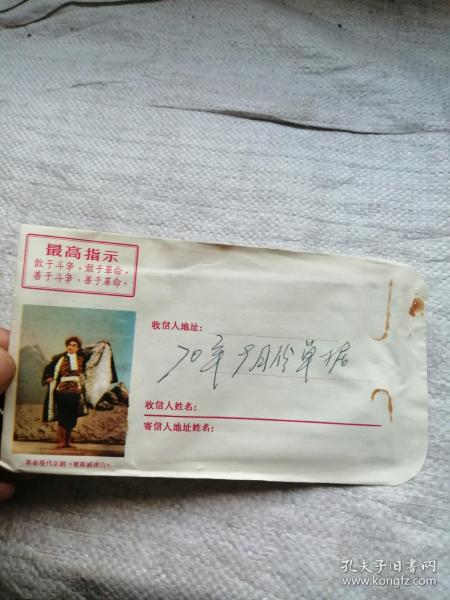 最高指示
敢于斗争,敢于革命,
善于斗争,善于革命。
收信人地址:
70年9月份单据
收信人姓名:
寄信人地址姓名:
革命现代京剧《智取威虎山》
孔夫子旧书网
www.kongfz.com